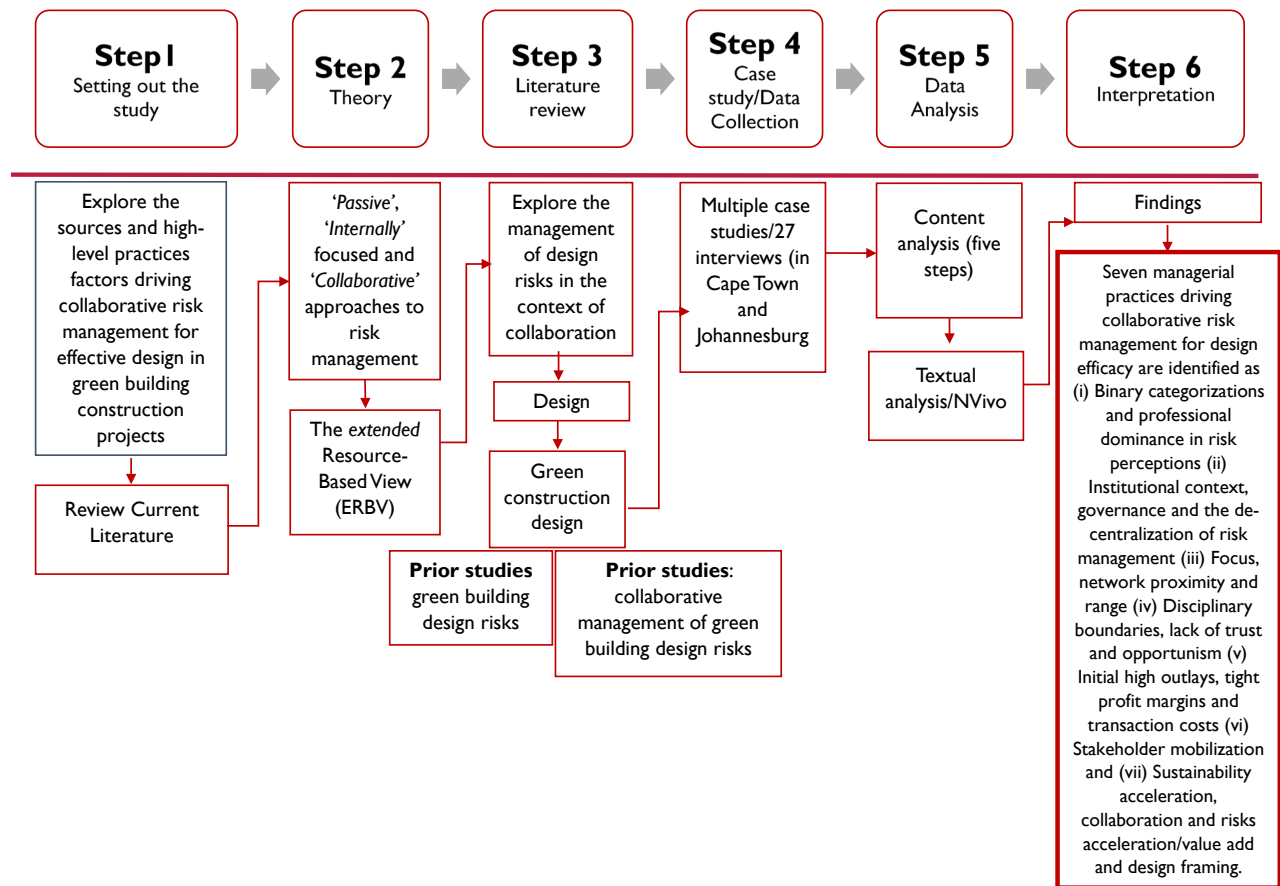 Step1
Setting out the
study
Step 2
Theory
Step 3
Literature
review
Step 4
Case
study/Data
Collection
Step 5
Data
Analysis
Step 6
Interpretation
Explore the
sources and high-
level practices
factors driving
collaborative risk
management for
effective design in
green building
construction
projects
Review Current
Literature
‘Passive’,
‘Internally’
focused and
‘Collaborative’
approaches to
risk
management
The extended
Resource-
Based View
(ERBV)
Explore the
management
of design
risks in the
context of
collaboration
Design
Green
construction
design
Prior studies
green building
design risks
Prior studies:
collaborative
management of green
building design risks
Multiple case
studies/27
interviews (in
Cape Town
and
Johannesburg
Content
analysis (five
steps)
Textual
analysis/NVivo
Findings
Seven managerial
practices driving
collaborative risk
management for design
efficacy are identified as
(i) Binary categorizations
and professional
dominance in risk
perceptions (ii)
Institutional context,
governance and the de-
centralization of risk
management (iii) Focus,
network proximity and
range (iv) Disciplinary
boundaries, lack of trust
and opportunism (v)
Initial high outlays, tight
profit margins and
transaction costs (vi)
Stakeholder mobilization
and (vii) Sustainability
acceleration,
collaboration and risks
acceleration/value add
and design framing.